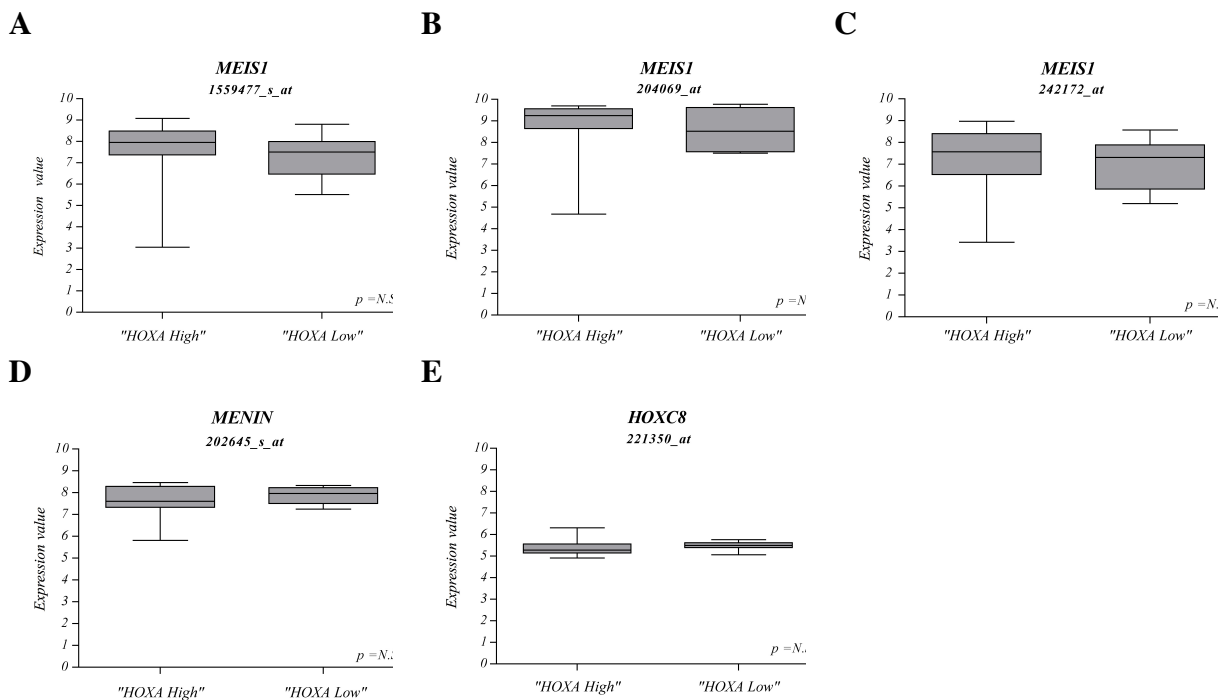 A
MEIS1
1559477_s_at
Expression value
10
9
8
7
6
5
4
3
2
1
0
p =N.S
"HOXA High" "HOXA Low"
B
MEIS1
204069_at
Expression value
10
9
8
7
6
5
4
3
2
1
0
p =N
"HOXA High" "HOXA Low"
C
MEIS1
242172_at
Expression value
10
9
8
7
6
5
4
3
2
1
0
p =N.
"HOXA High" "HOXA Low"
D
MENIN
202645_s_at
Expression value
10
9
8
7
6
5
4
3
2
1
0
p =N.S
"HOXA High" "HOXA Low"
E
HOXC8
221350_at
Expression value
10
9
8
7
6
5
4
3
2
1
0
p =N.
"HOXA High" "HOXA Low"